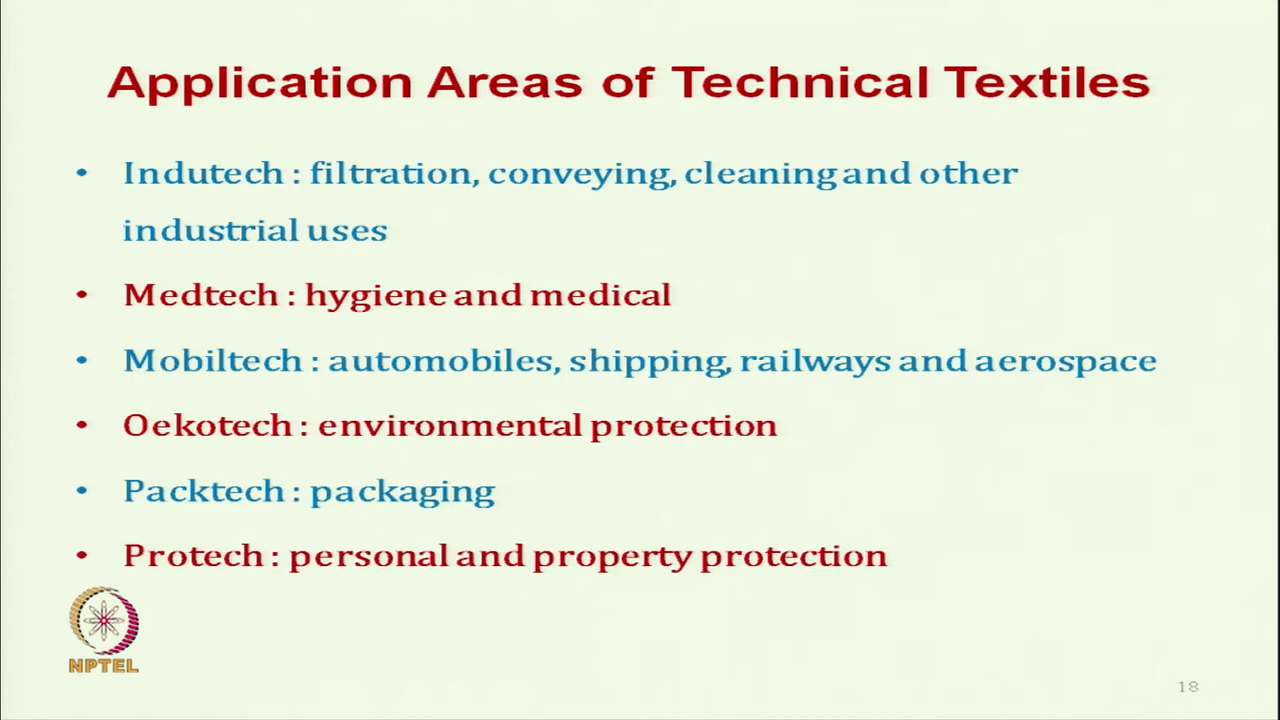 Application Areas of Technical Textiles
• Indutech : filtration, conveying, cleaning and other
industrial uses
• Medtech : hygiene and medical
• Mobiltech : automobiles, shipping, railways and aerospace
• Oekotech : environmental protection
• Packtech : packaging
• Protech : personal and property protection
NPTEL
18